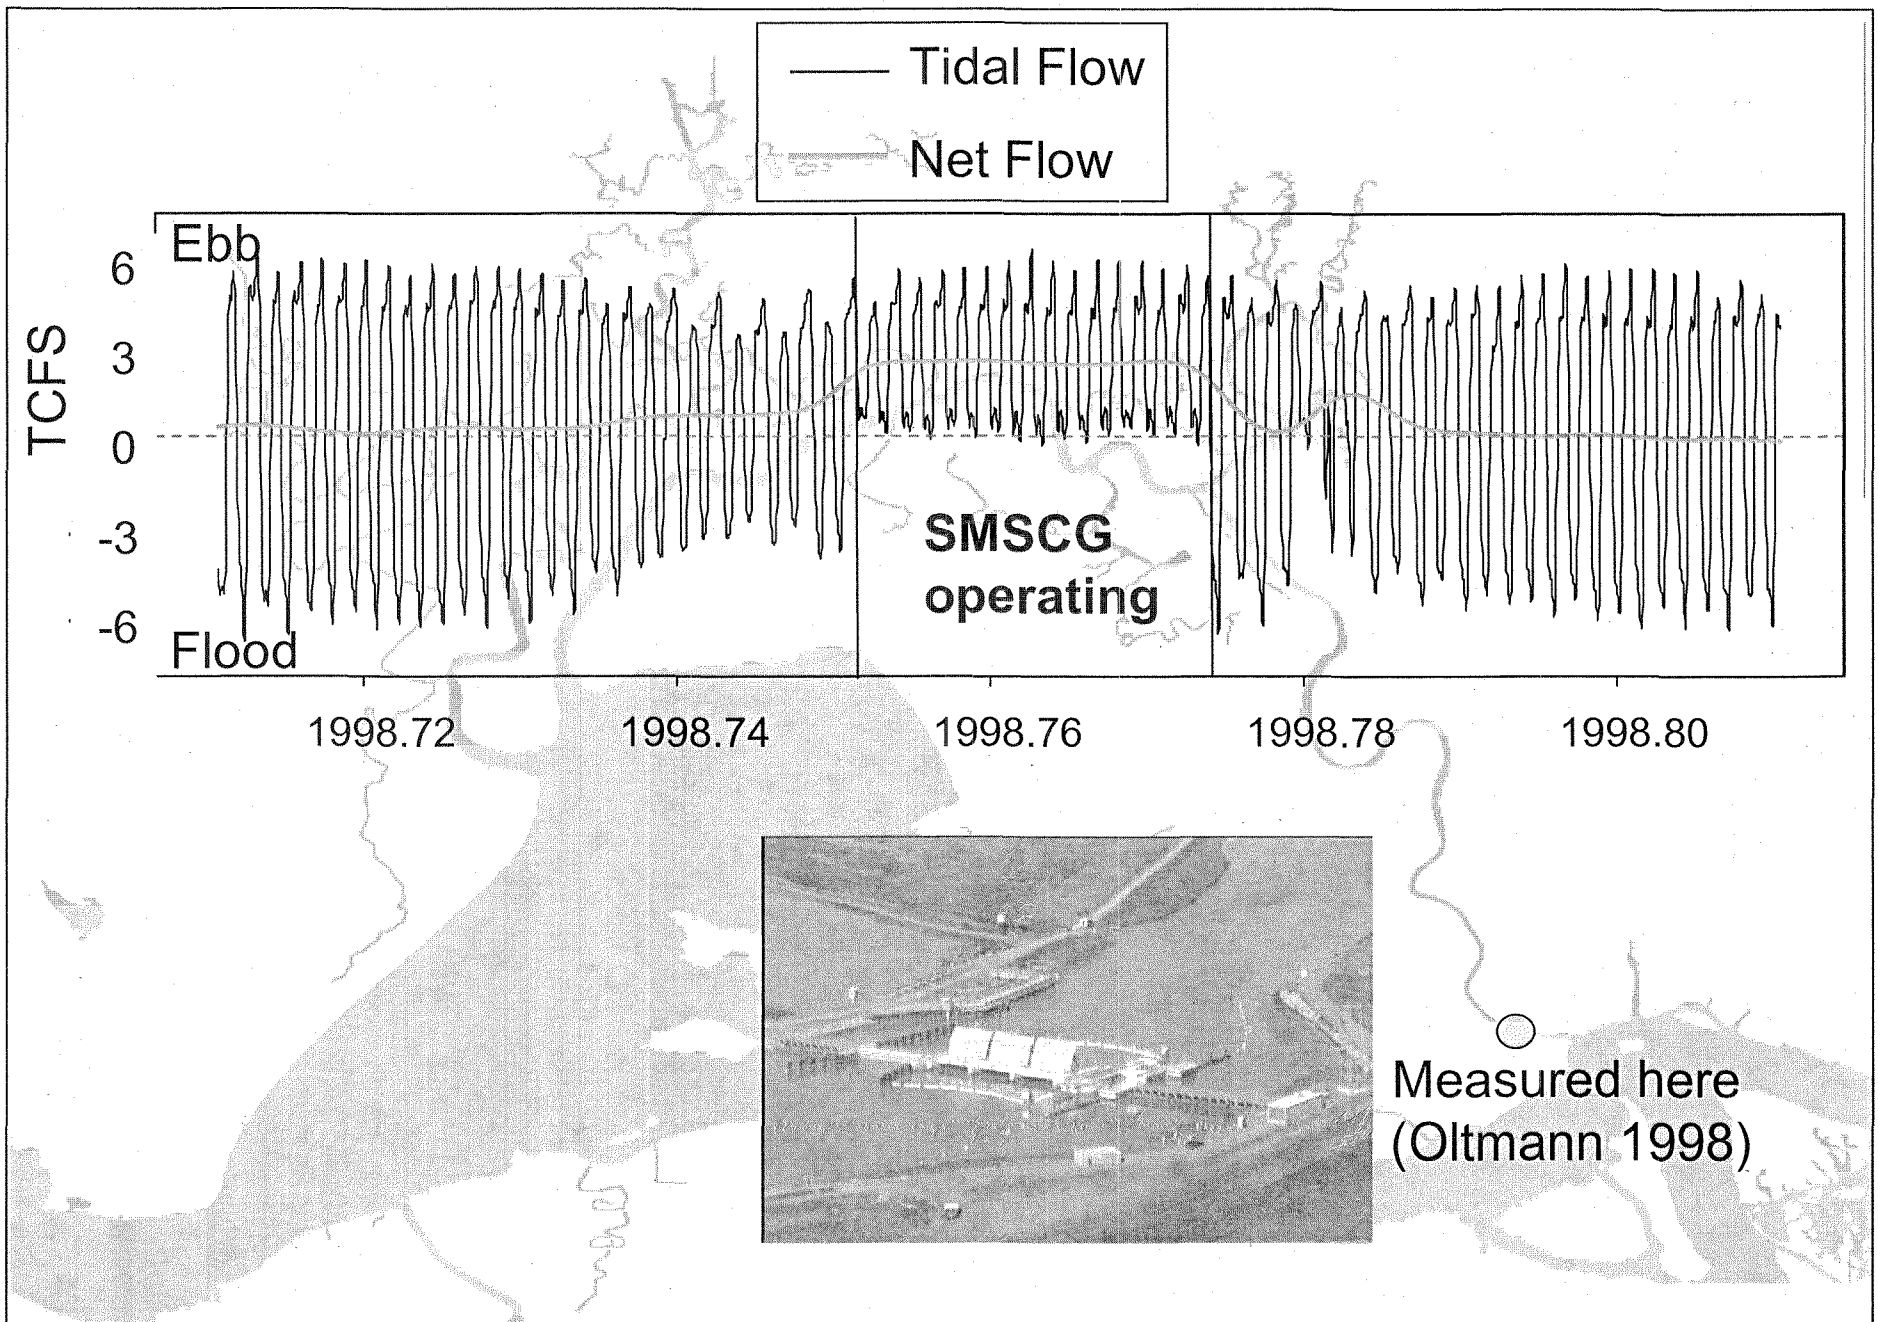 Tidal Flow
Net Flow
Ebb
6
3
0
-3
-6
TCFS
Flood
SMSCG
operating
1998.72
1998.74
1998.76
1998.78
1998.80
Measured here
(Oltmann 1998)